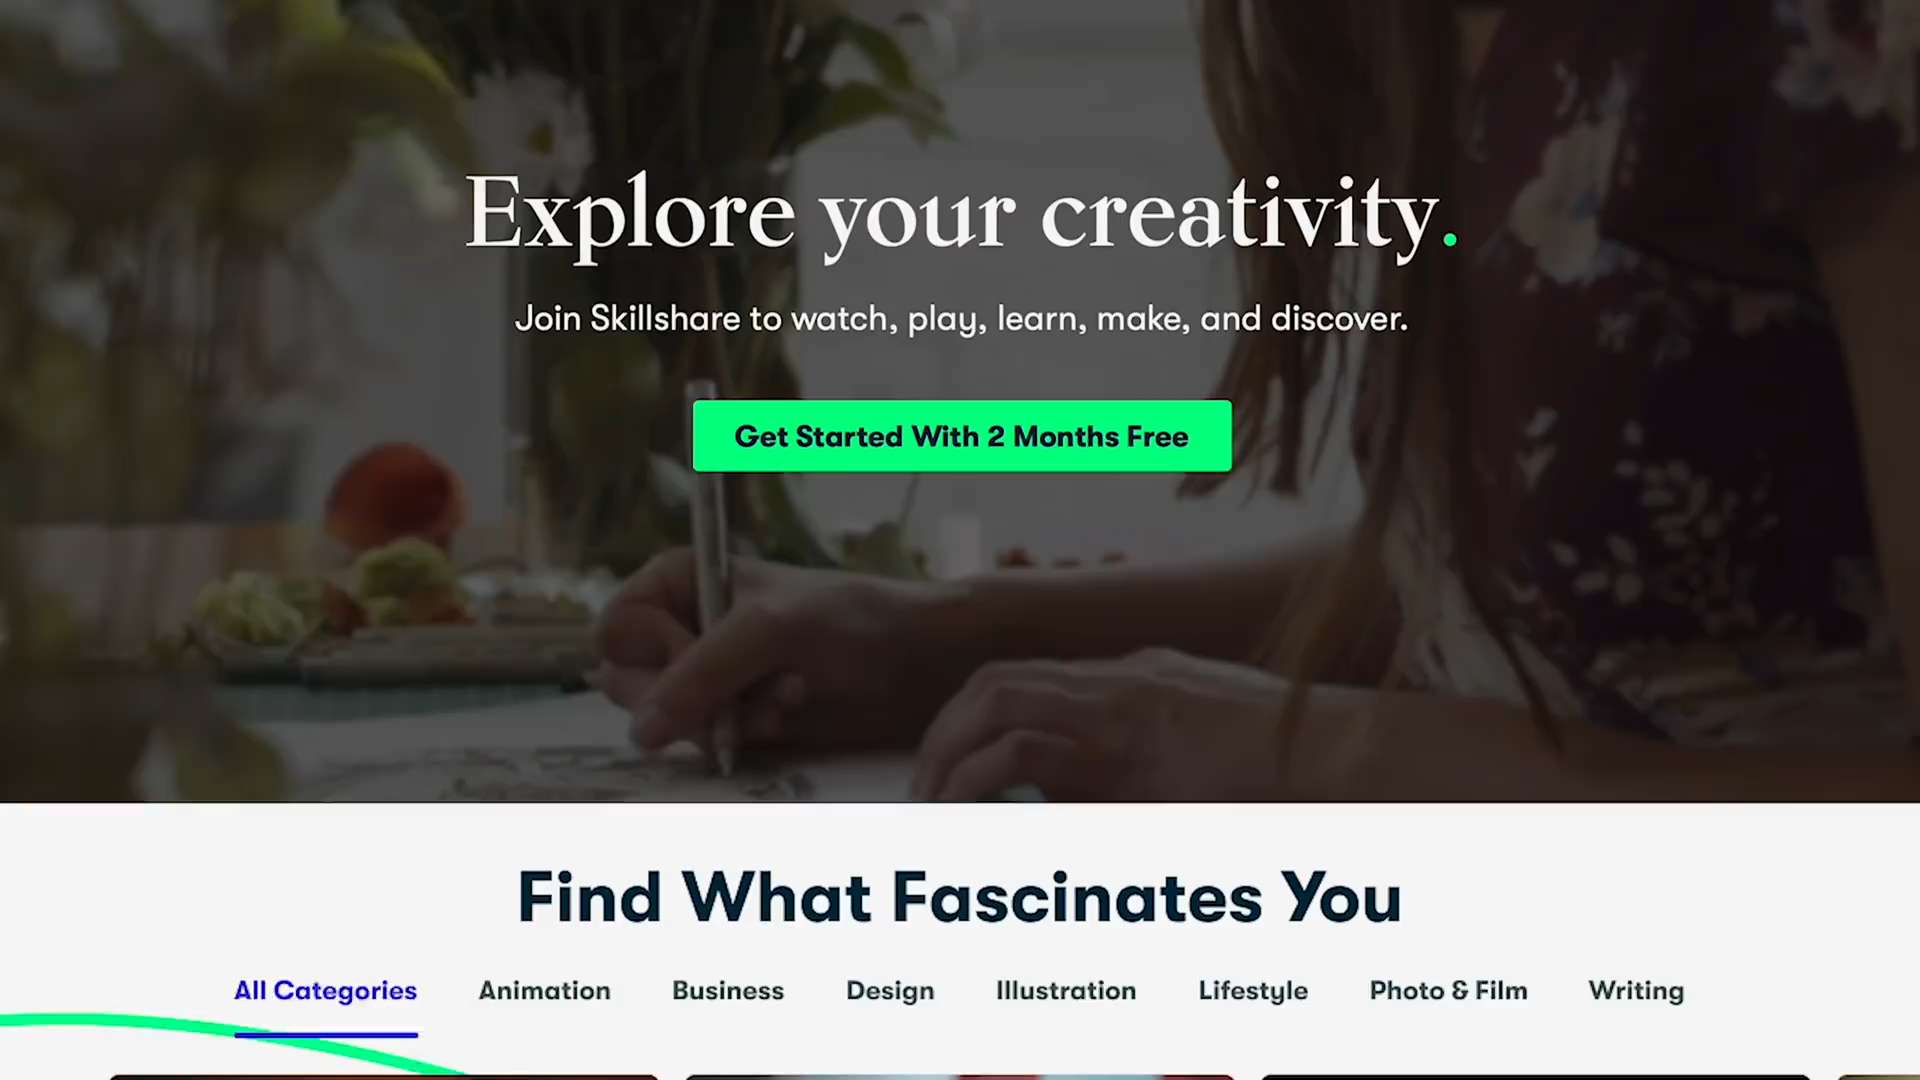 Explore your creativity.
Join Skillshare to watch, play, learn, make, and discover.
Get Started With 2 Months Free
Find What Fascinates You
All Categories Animation Business Design Illustration Lifestyle Photo & Film Writing